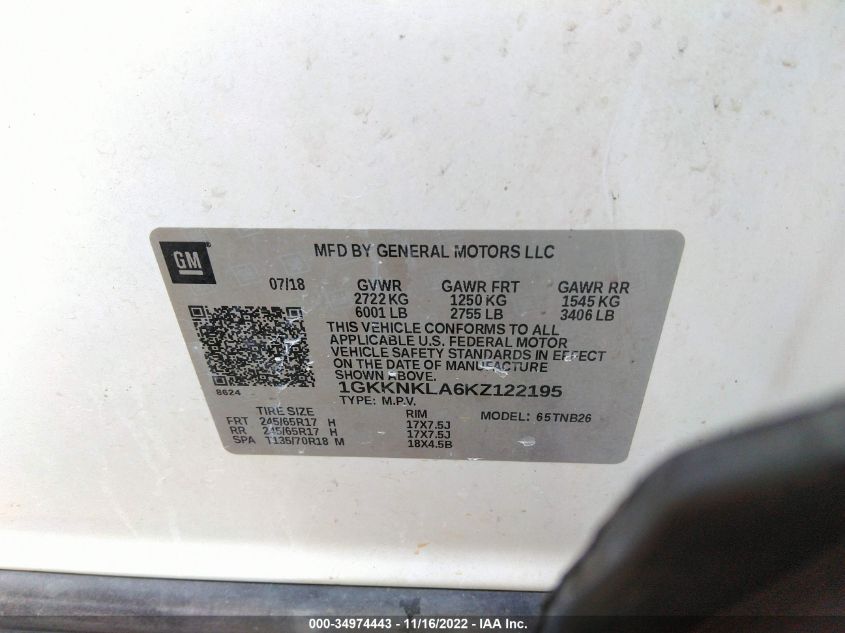 GM
MFD BY GENERAL MOTORS LLC
07/18 GVWR GAWR FRT GAWR RR
2722 KG 1250 KG 1545 KG
6001 LB 2755 LB 3406 LB
THIS VEHICLE CONFORMS TO ALL
APPLICABLE U.S. FEDERAL MOTOR
VEHICLE SAFETY STANDARDS IN EFFECT
ON THE DATE OF MANUFACTURE
SHOWN ABOVE.
8624 1GKKNKLA6KZ122195
TYPE: M.P.V.
TIRE SIZE RIM MODEL: 65TNB26
FRT 245/65R17 H 17X7.5J
RR 245/65R17 H 17X7.5J
SPA T135/70R18 M 18X4.5B
000-34974443 - 11/16/2022 - IAA Inc.